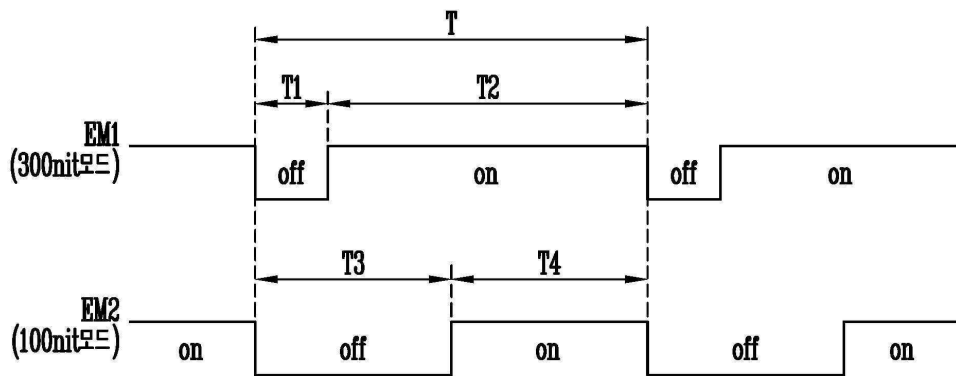 T
T1
T2
EM1
(300nit모드)
off
on
off
on
T3
T4
EM2
(100nit모드)
on
off
on
off
on